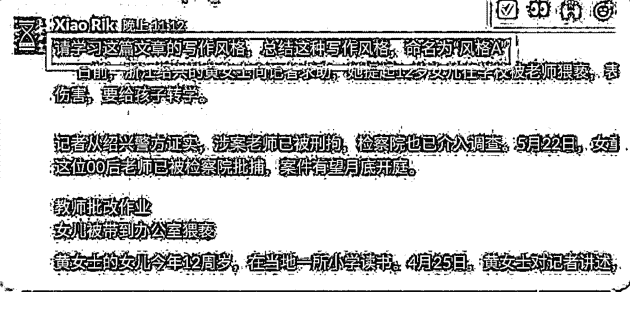 Xiao Rik 晚上11:12
请学习这篇文章的写作风格，总结这种写作风格，命名为“风格A”
日前，浙江绍兴的黄女士向记者求助，她提起12岁女儿在学校被老师猥亵，表
伤害，要给孩子转学。
记者从绍兴警方证实，涉案老师已被刑拘，检察院也已介入调查。5月22日，
这位00后老师已被检察院批捕，案件有望月底开庭。
教师批改作业
女儿被带到办公室猥亵
黄女士的女儿今年12周岁，在当地一所小学读书。4月25日，黄女士对记者讲述，